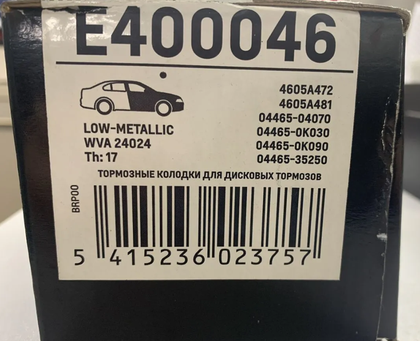 E400046
4605A472
4605A481
LOW-METALLIC 04465-04070
WVA 24024 04465-0K030
Th: 17 04465-0K090
04465-35250
ТОРМОЗНЫЕ КОЛОДКИ ДЛЯ ДИСКОВЫХ ТОРМОЗОВ
BRP00
5 415236 023757